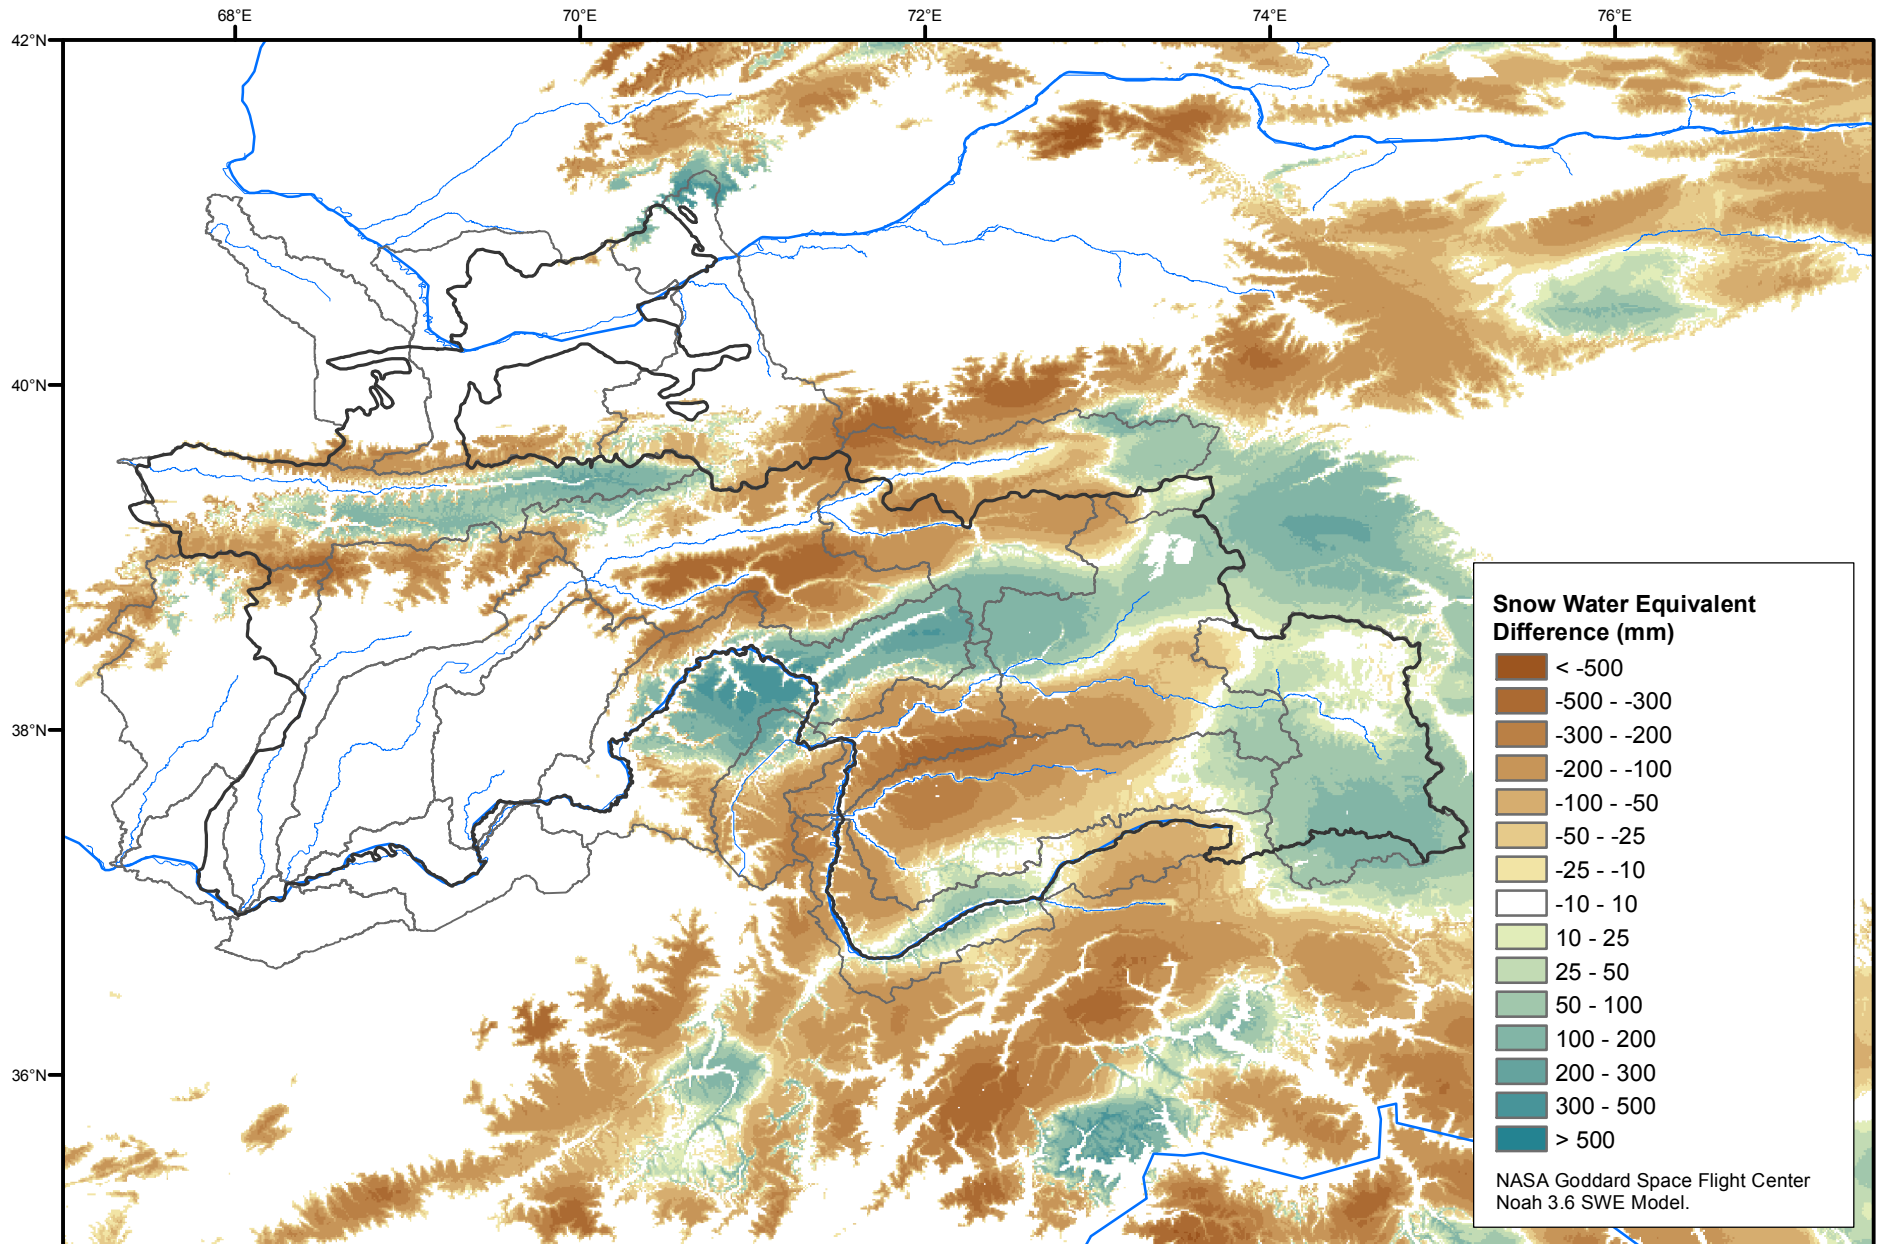 68°E
70°E
72°E
74°E
76°E
42°N
40°N
38°N
36°N
Snow Water Equivalent
Difference (mm)
< -500
-500 - -300
-300 - -200
-200 - -100
-100 - -50
-50 - -25
-25 - -10
-10 - 10
10 - 25
25 - 50
50 - 100
100 - 200
200 - 300
300 - 500
> 500
NASA Goddard Space Flight Center
Noah 3.6 SWE Model.